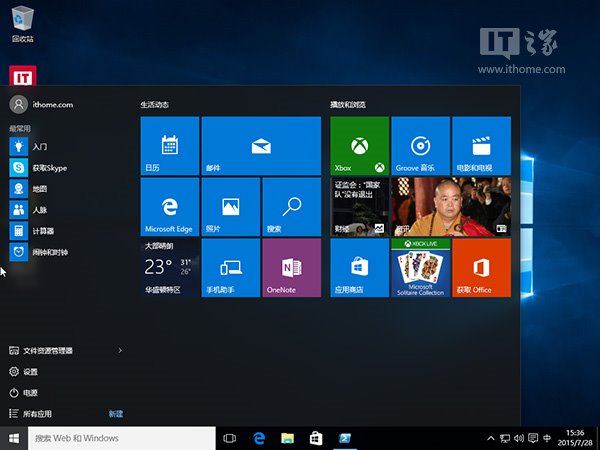 回收站
IT之家
www.ithome.com
IT
ithome.com
最常用
入门
获取Skype
地图
人脉
计算器
闹钟和时钟
文件资源管理器
设置
电源
所有应用
新建
生活动态
日历
邮件
Microsoft Edge
照片
搜索
大部晴朗
23°
31°
26°
华盛顿特区
手机助手
OneNote
播放和浏览
Xbox
Groove 音乐
电影和电视
证监会："国家
队"没有退出
财经
资讯
应用商店
XBOX LIVE
Microsoft
Solitaire Collection
获取 Office
搜索 Web 和 Windows
中
15:36
2015/7/28